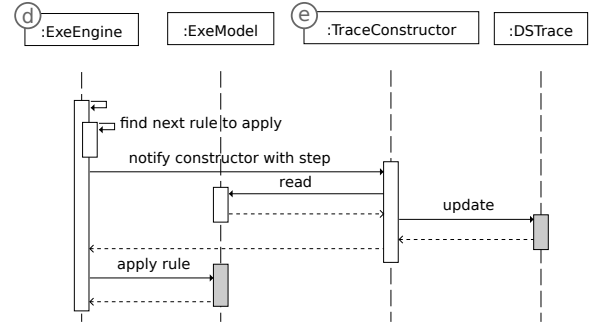 d
e
:ExeEngine
:ExeModel
:TraceConstructor
:DSTrace
find next rule to apply
notify constructor with step
read
update
apply rule